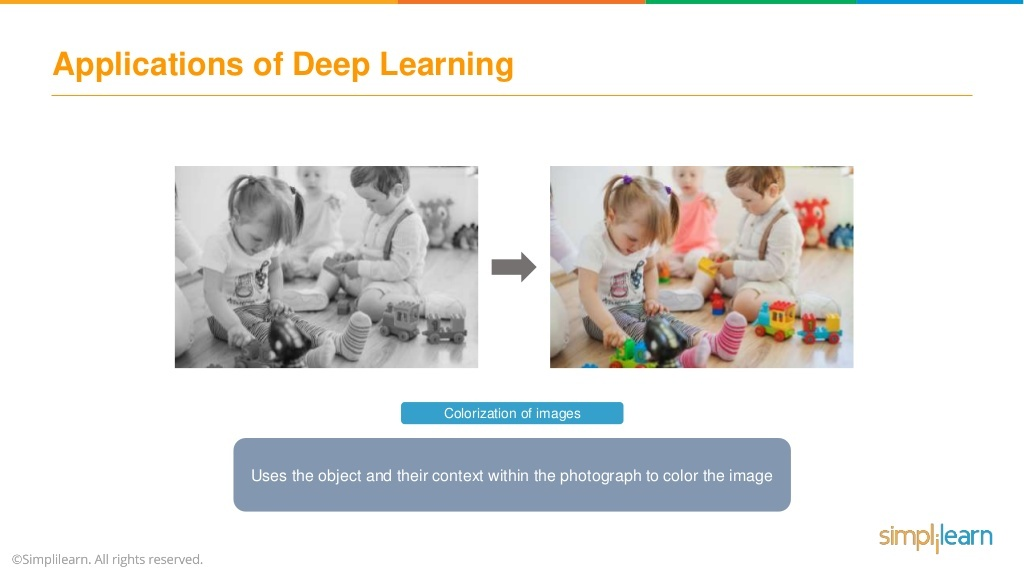 Applications of Deep Learning
Colorization of images
Uses the object and their context within the photograph to color the image
simplilearn
©Simplilearn. All rights reserved.